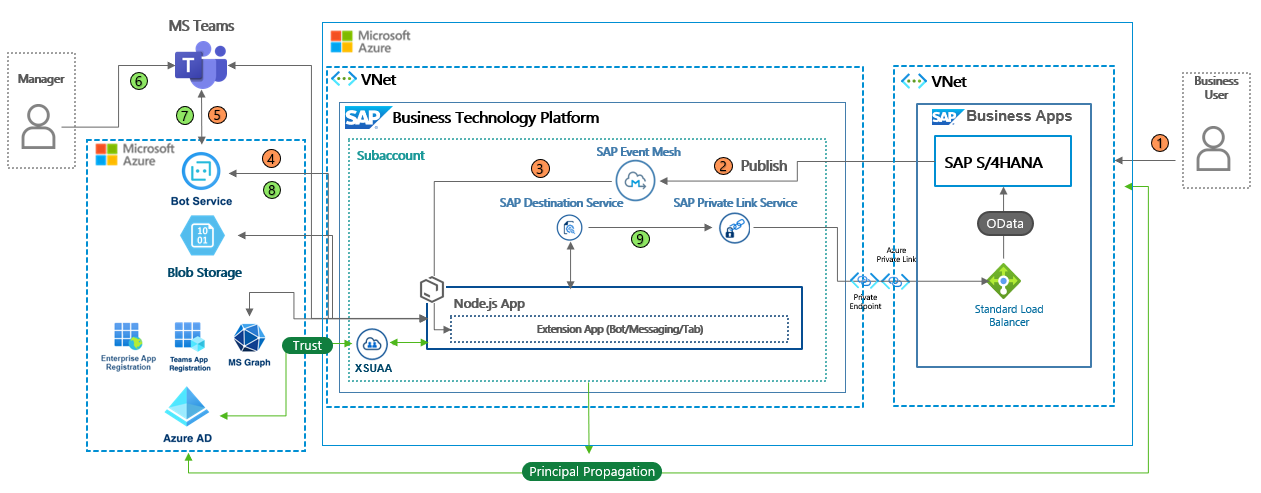 MS Teams
Microsoft
Azure
Manager
VNet
VNet
Business
User
6
T
7
5
SAP
Business Technology Platform
SAP
Business Apps
Microsoft
Azure
Subaccount
SAP Event Mesh
4
3
2
Publish
SAP S/4HANA
1
8
Bot Service
SAP Destination Service
SAP Private Link Service
10
01
9
OData
Blob Storage
Azure
Private Link
Private
Endpoint
Node.js App
Extension App (Bot/Messaging/Tab)
Standard Load
Balancer
Enterprise App
Registration
Teams App
Registration
MS Graph
Trust
XSUAA
Azure AD
Principal Propagation